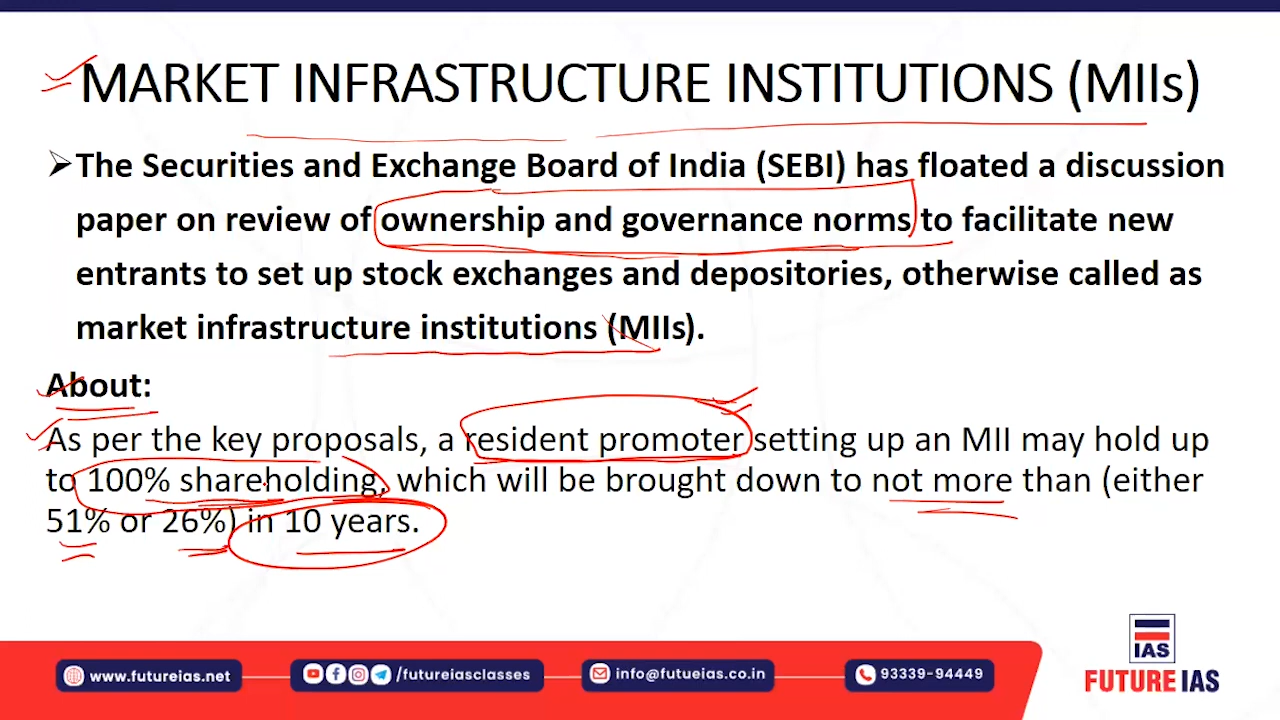 MARKET INFRASTRUCTURE INSTITUTIONS (MIIs)
➢The Securities and Exchange Board of India (SEBI) has floated a discussion
paper on review of ownership and governance norms to facilitate new
entrants to set up stock exchanges and depositories, otherwise called as
market infrastructure institutions (MIIs).
About:
As per the key proposals, a resident promoter setting up an MII may hold up
to 100% shareholding, which will be brought down to not more than (either
51% or 26%) in 10 years.
www.futureias.net
/futureiasclasses
info@futueias.co.in
93339-94449
IAS
FUTURE IAS